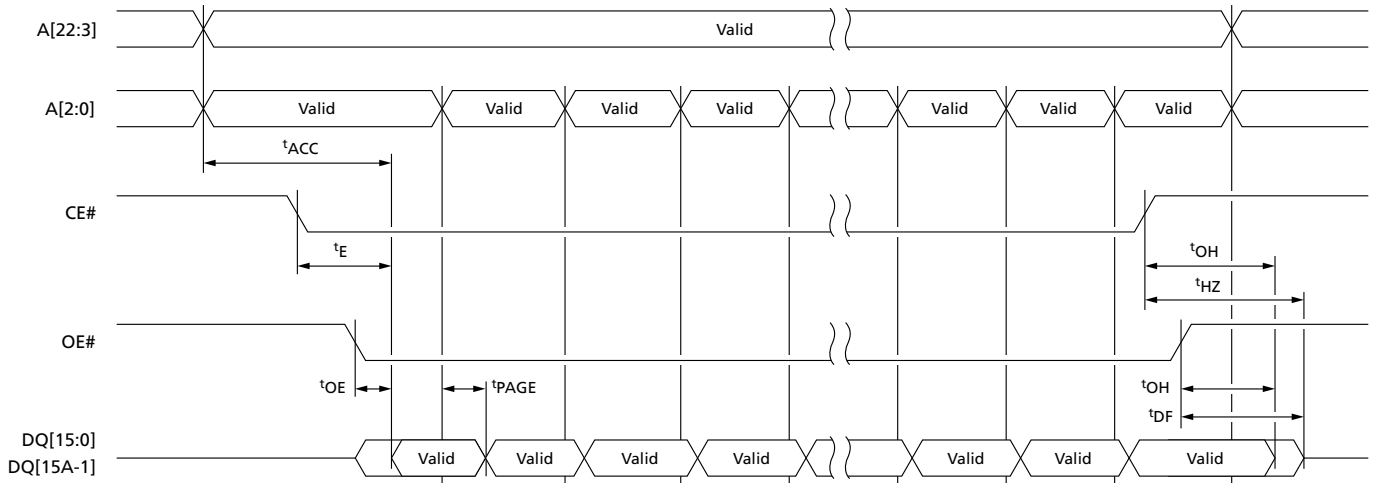 A[22:3]
Valid
A[2:0]
Valid Valid Valid Valid Valid Valid Valid
tACC
CE#
tE
tOH
tHZ
OE#
tOE tPAGE tOH
tDF
DQ[15:0]
DQ[15A-1]
Valid Valid Valid Valid Valid Valid Valid